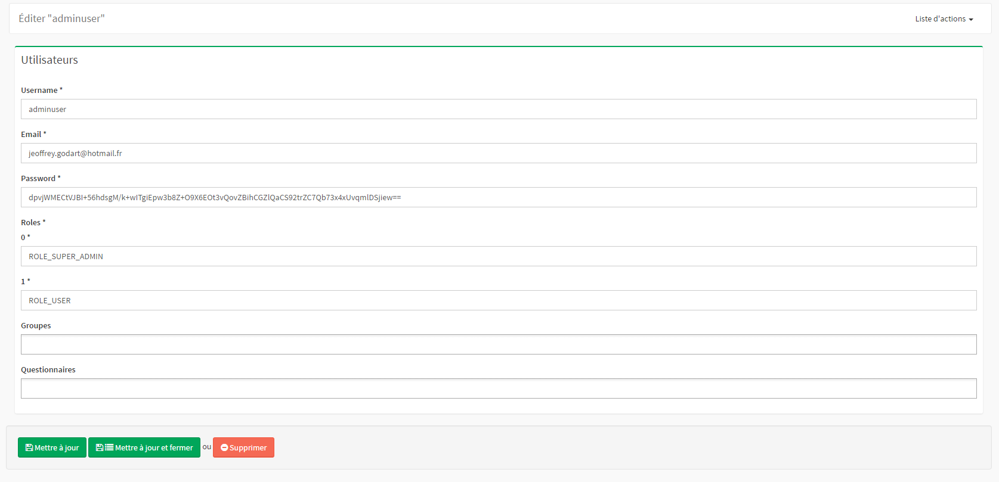 Éditer "adminuser"
Liste d'actions
Utilisateurs
Username *
adminuser
Email *
jeoffrey.godart@hotmail.fr
Password *
dpvjWMECtVJBI+56hdsgM/k+wITgiEpw3b8Z+O9X6EOt3vQovZBihCGZlQaCS92trZC7Qb73x4xUvqmlDSjiew==
Roles *
0 *
ROLE_SUPER_ADMIN
1 *
ROLE_USER
Groupes
Questionnaires
Mettre à jour Mettre à jour et fermer ou Supprimer